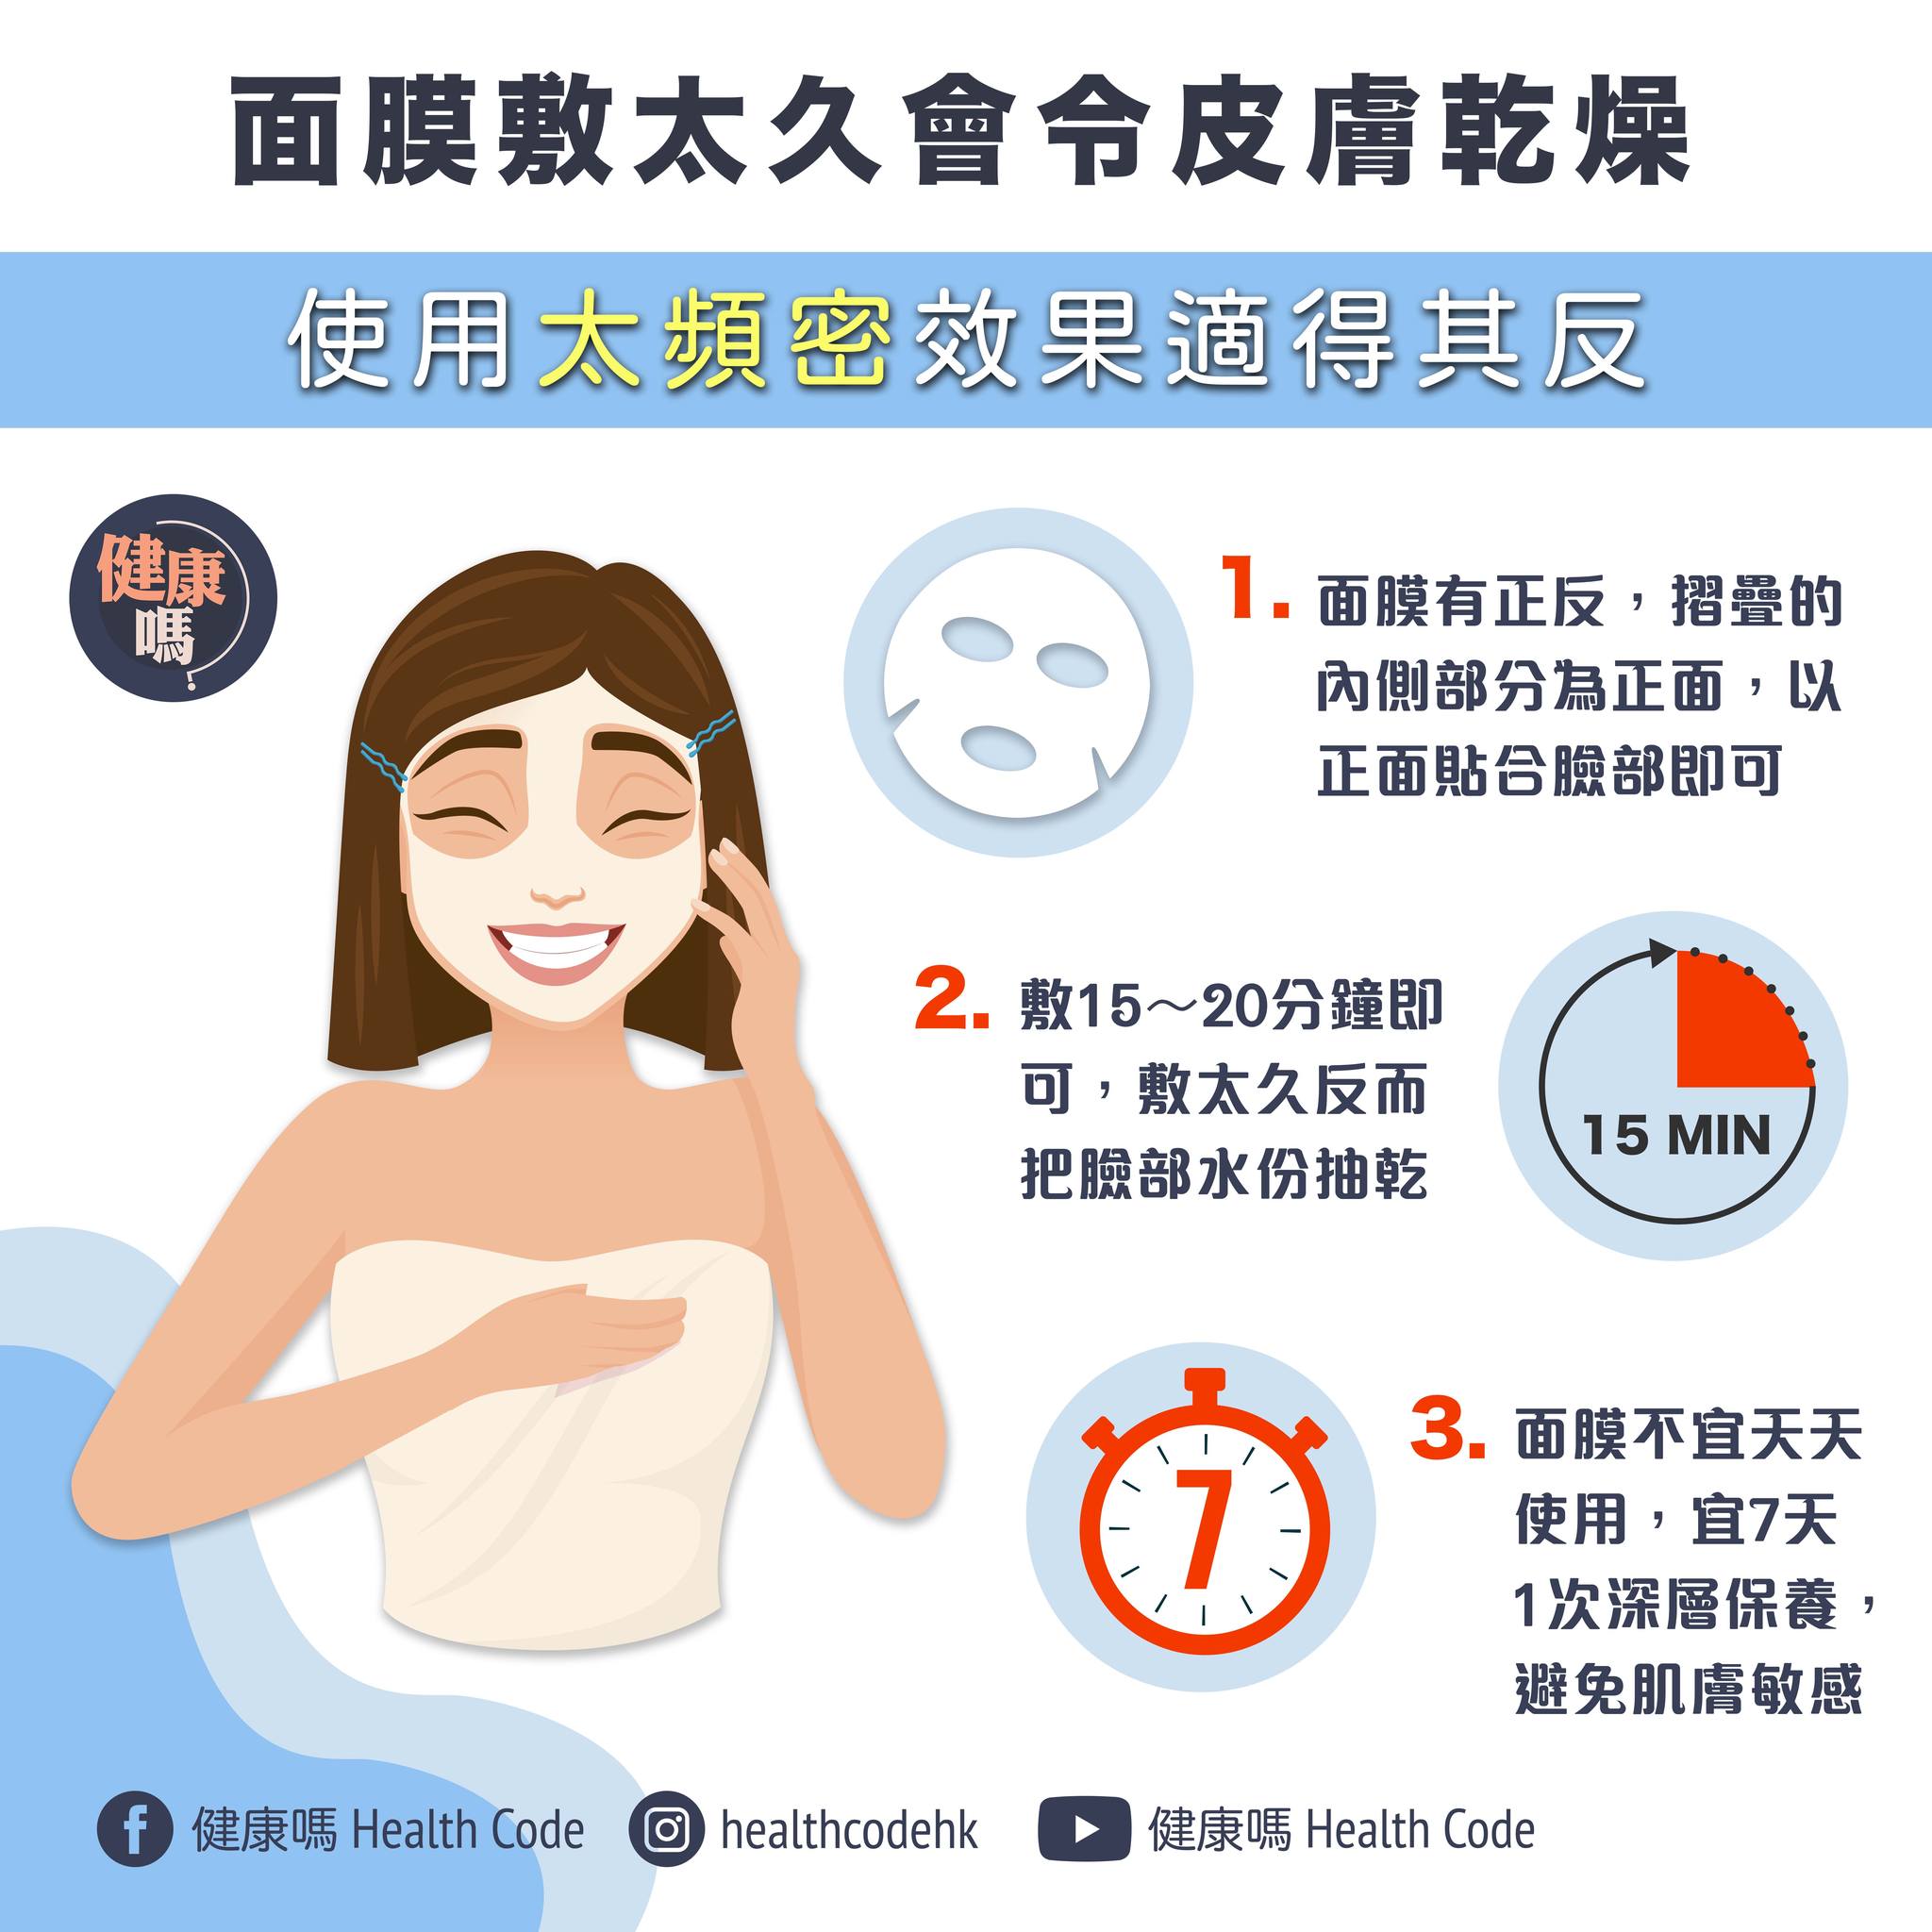 面膜敷太久會令皮膚乾燥
使用太頻密效果適得其反
健康
嗎
1. 面膜有正反，摺疊的
內側部分為正面，以
正面貼合臉部即可
2. 敷15～20分鐘即
可，敷太久反而
把臉部水份抽乾
15 MIN
7
3. 面膜不宜天天
使用，宜7天
1次深層保養，
避免肌膚敏感
健康嗎 Health Code
healthcodehk
健康嗎 Health Code